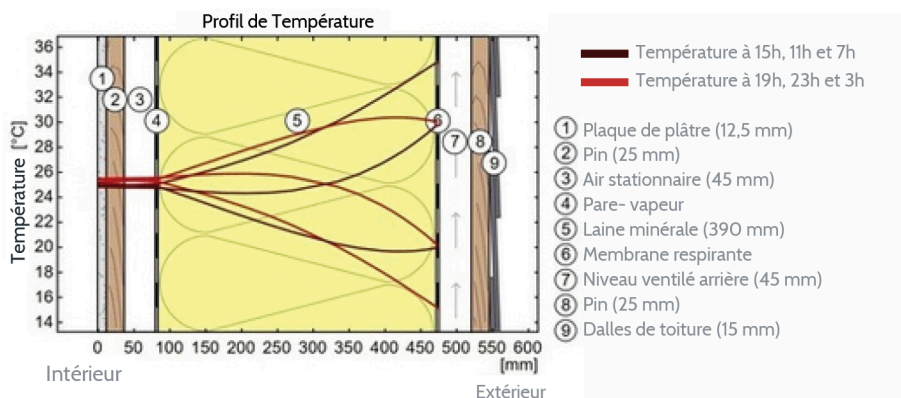 Profil de Température
Température [°C]
36
34
32
30
28
26
24
22
20
18
16
14
1
2
3
4
5
6
7
8
9
0 50 100 150 200 250 300 350 400 450 500 550 600
[mm]
Intérieur
Extérieur
Température à 15h, 11h et 7h
Température à 19h, 23h et 3h
1 Plaque de plâtre (12,5 mm)
2 Pin (25 mm)
3 Air stationnaire (45 mm)
4 Pare- vapeur
5 Laine minérale (390 mm)
6 Membrane respirante
7 Niveau ventilé arrière (45 mm)
8 Pin (25 mm)
9 Dalles de toiture (15 mm)